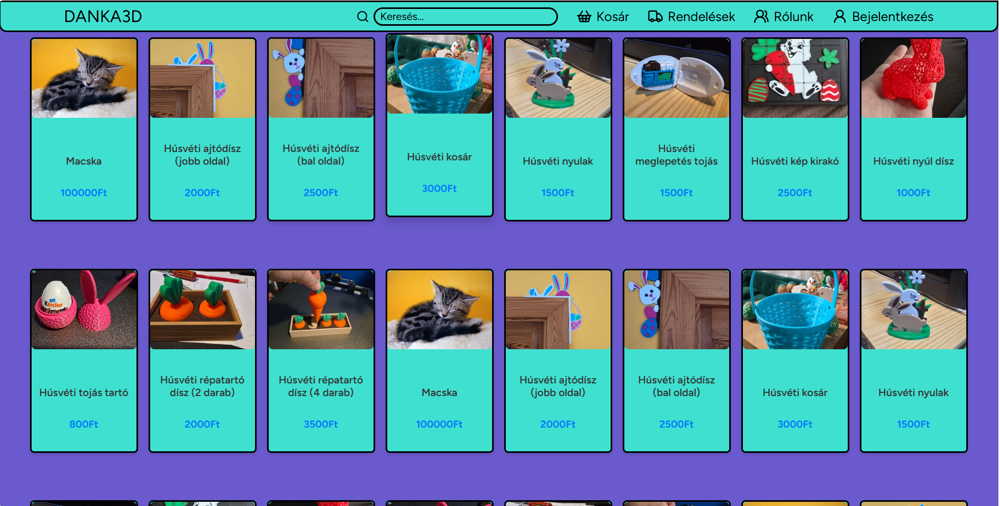 DANKA3D
Keresés...
Kosár
Rendelések
Rólunk
Bejelentkezés
Macska
100000Ft
Húsvéti ajtódísz
(jobb oldal)
2000Ft
Húsvéti ajtódísz
(bal oldal)
2500Ft
Húsvéti kosár
3000Ft
Húsvéti nyulak
1500Ft
Húsvéti
meglepetés tojás
1500Ft
Húsvéti kép kirakó
2500Ft
Húsvéti nyúl dísz
1000Ft
kinder
Húsvéti tojás tartó
800Ft
Húsvéti répatartó
dísz (2 darab)
2000Ft
Húsvéti répatartó
dísz (4 darab)
3500Ft
Macska
100000Ft
Húsvéti ajtódísz
(jobb oldal)
2000Ft
Húsvéti ajtódísz
(bal oldal)
2500Ft
Húsvéti kosár
3000Ft
Húsvéti nyulak
1500Ft